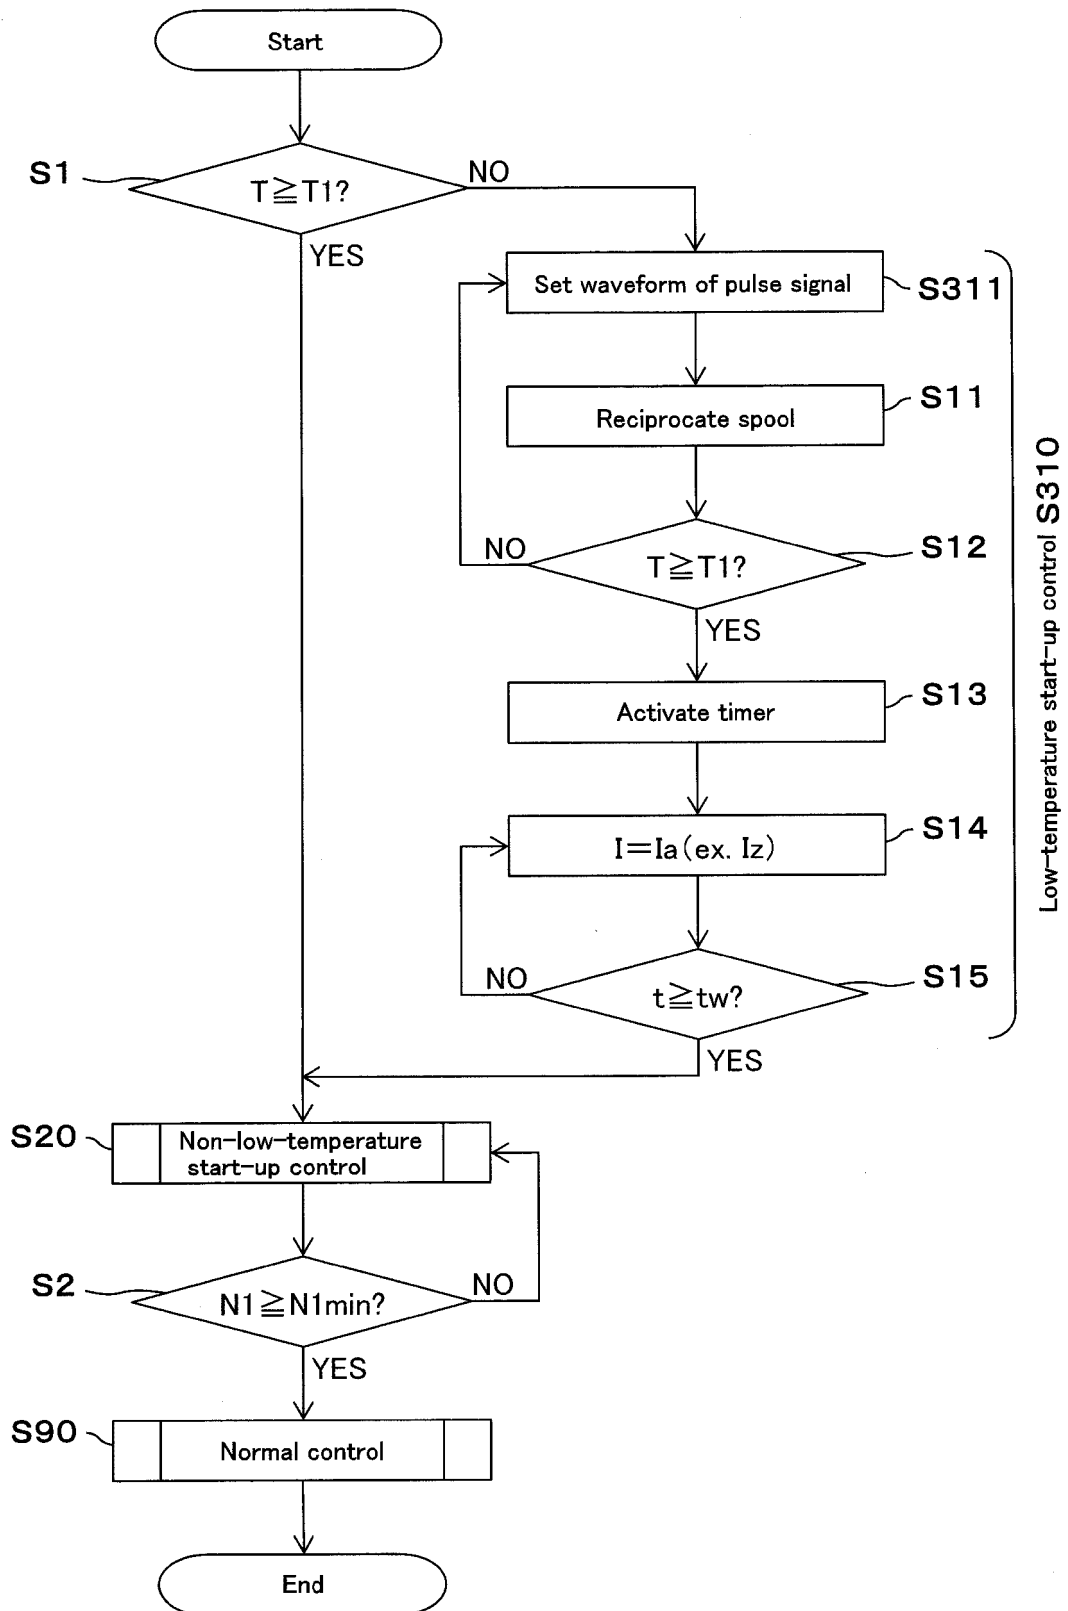 Start
S1
T≧T1?
NO
YES
Set waveform of pulse signal
S311
Reciprocate spool
S11
T≧T1?
S12
NO
YES
Activate timer
S13
I=Ia(ex. Iz)
S14
t≧tw?
S15
NO
YES
Low-temperature start-up control S310
S20
Non-low-temperature
start-up control
S2
N1≧N1min?
NO
YES
S90
Normal control
End